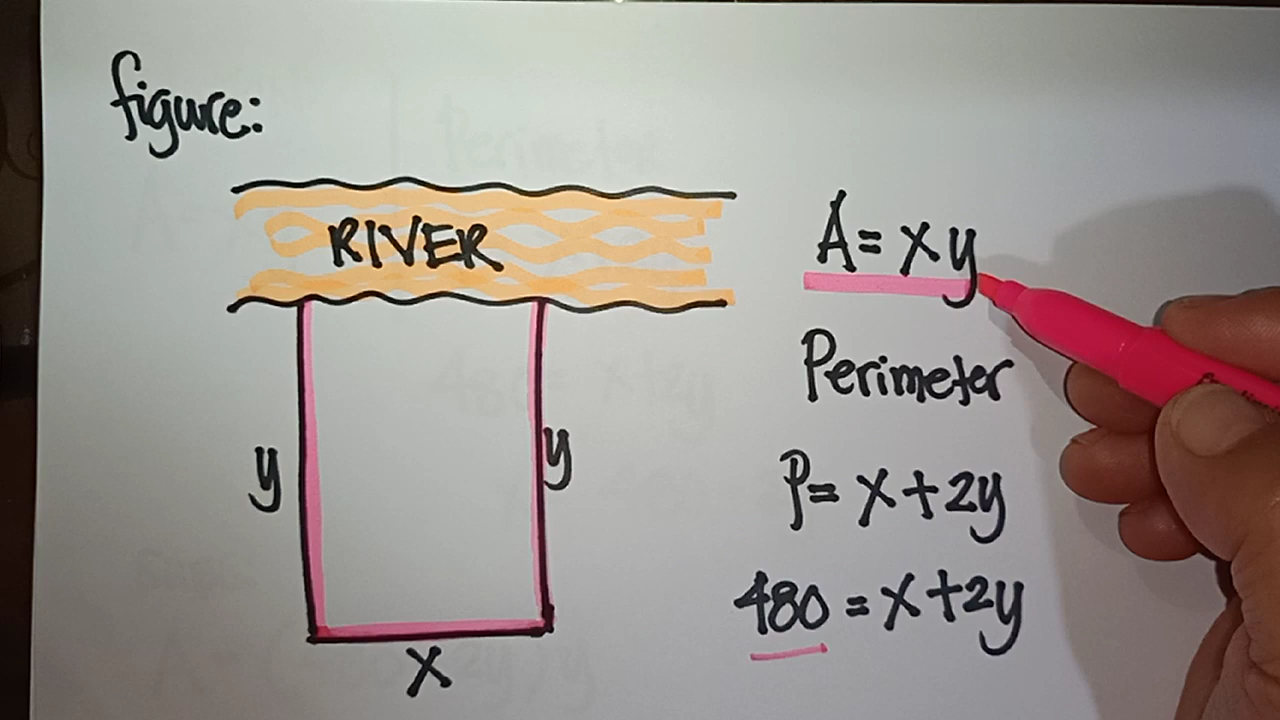 figure:
RIVER
y
y
x
A = xy
Perimeter
P = x + 2y
480 = x + 2y